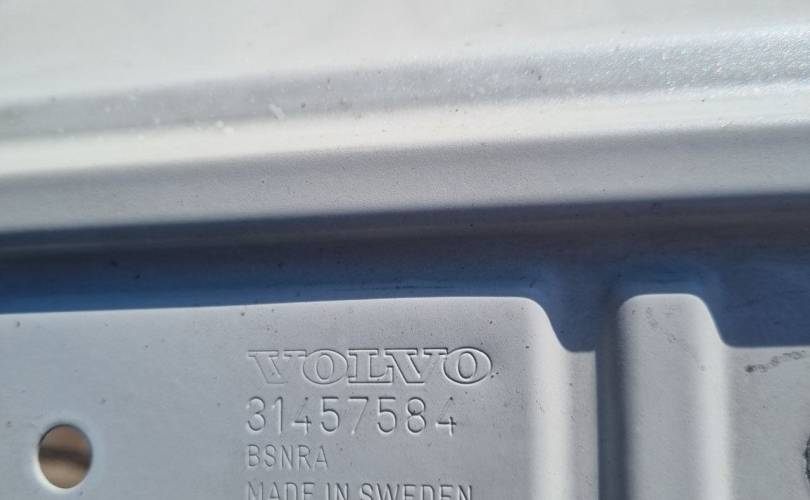 VOLVO
31457584
BSNRA
MADE IN SWEDEN